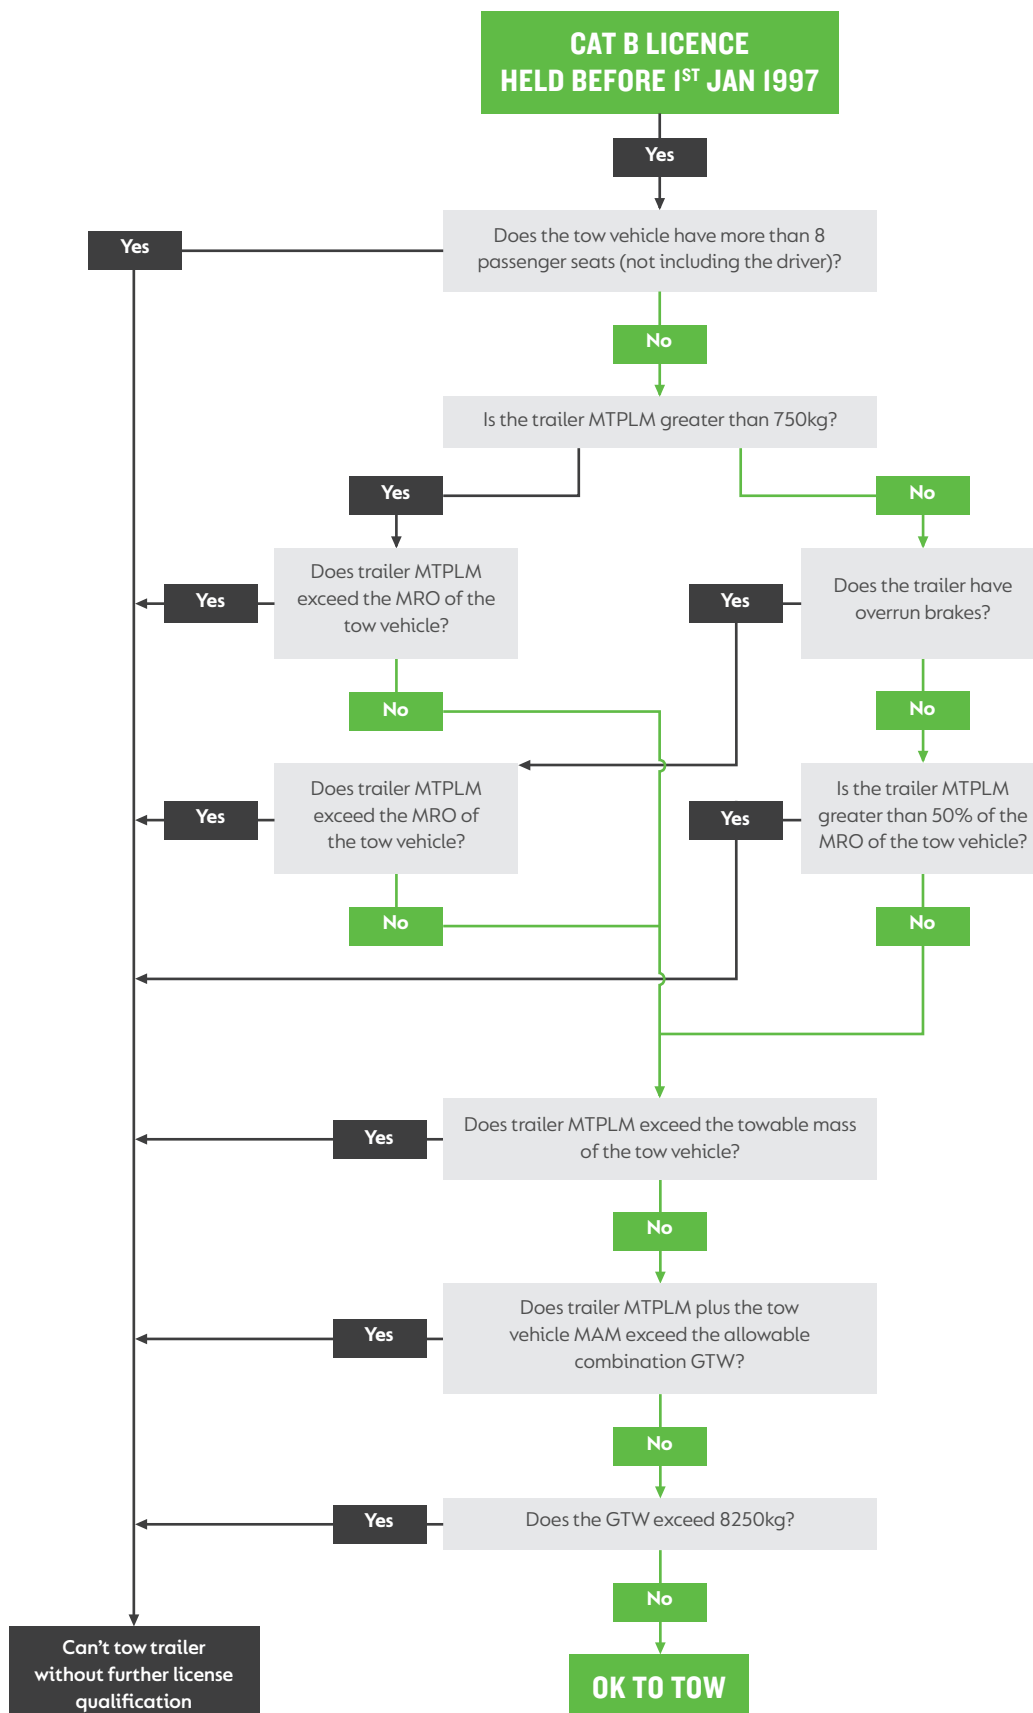 CAT B LICENCE
HELD BEFORE 1ST JAN 1997
Yes
Does the tow vehicle have more than 8
passenger seats (not including the driver)?
Yes
No
Is the trailer MTPLM greater than 750kg?
Yes
No
Does trailer MTPLM
exceed the MRO of the
tow vehicle?
Yes
Does the trailer have
overrun brakes?
Yes
No
No
Does trailer MTPLM
exceed the MRO of
the tow vehicle?
Yes
Is the trailer MTPLM
greater than 50% of the
MRO of the tow vehicle?
Yes
No
No
Does trailer MTPLM exceed the towable mass
of the tow vehicle?
Yes
No
Does trailer MTPLM plus the tow
vehicle MAM exceed the allowable
combination GTW?
Yes
No
Does the GTW exceed 8250kg?
Yes
No
Can't tow trailer
without further license
qualification
OK TO TOW